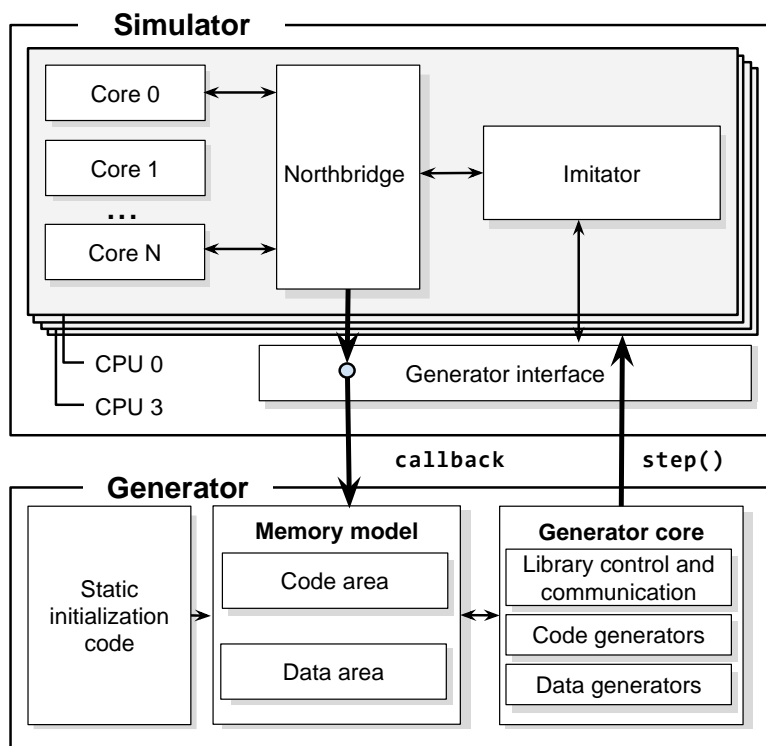 Simulator
Core 0
Core 1
...
Core N
Northbridge
Imitator
CPU 0
CPU 3
Generator interface
callback
step()
Generator
Static
initialization
code
Memory model
Code area
Data area
Generator core
Library control and
communication
Code generators
Data generators